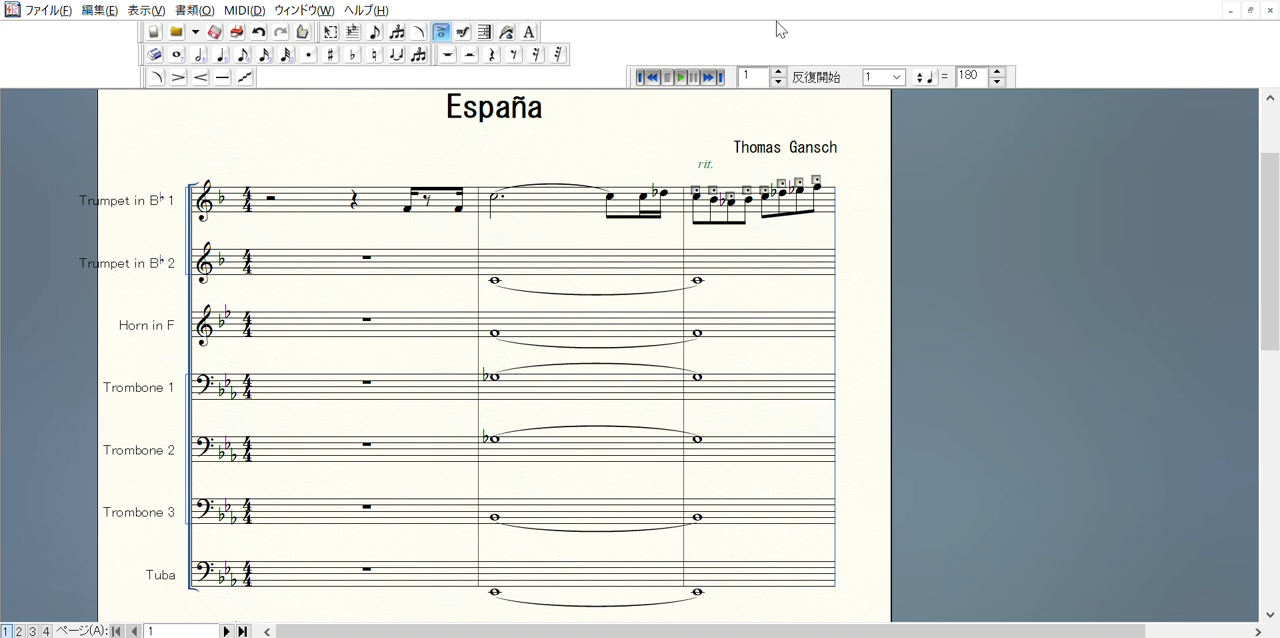 ファイル(F) 編集(E) 表示(V) 書類(O) MIDI(D) ウィンドウ(W) ヘルプ(H)
1 反復開始 1 = 180
España
Thomas Gansch
rit.
Trumpet in B♭ 1
Trumpet in B♭ 2
Horn in F
Trombone 1
Trombone 2
Trombone 3
Tuba
1 2 3 4 ページ(A): 1